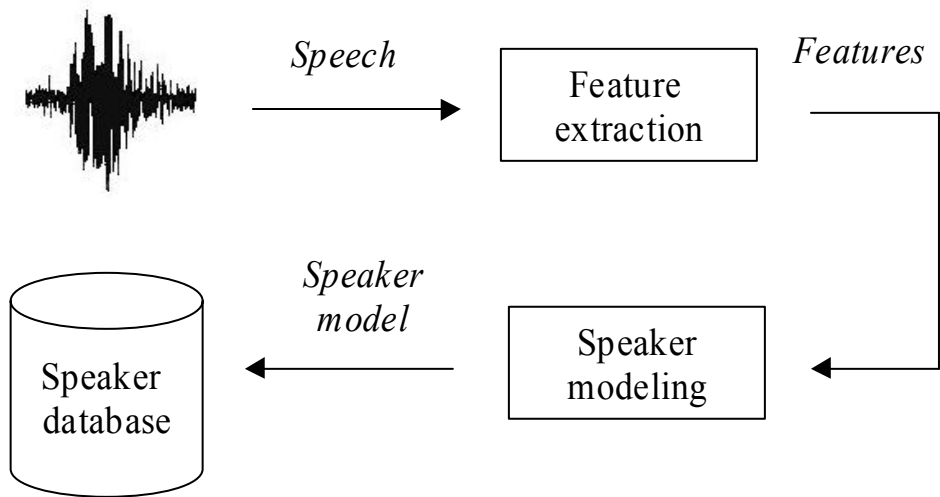 Speech
Feature
extraction
Features
Speaker
modeling
Speaker
model
Speaker
database